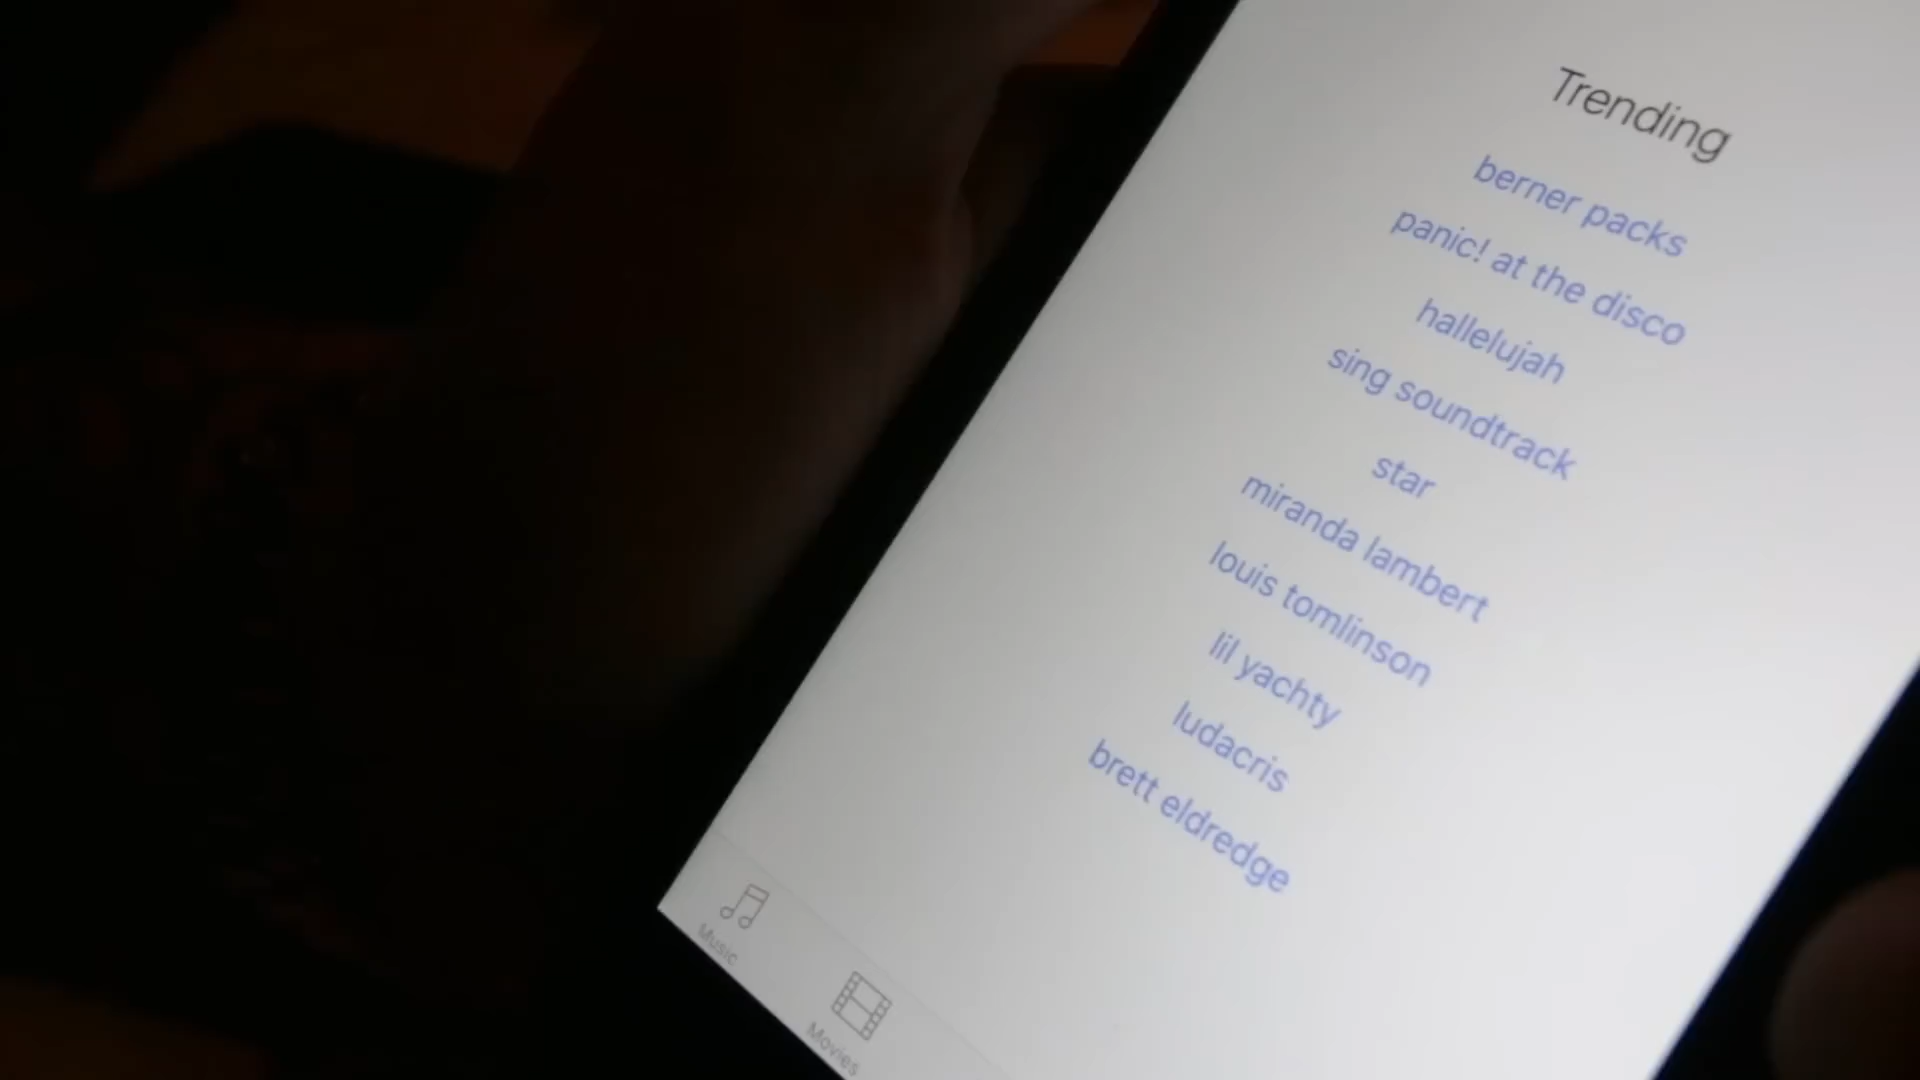 Trending
berner packs
panic! at the disco
hallelujah
sing soundtrack
star
miranda lambert
louis tomlinson
lil yachty
ludacris
brett eldredge
Music
Movies